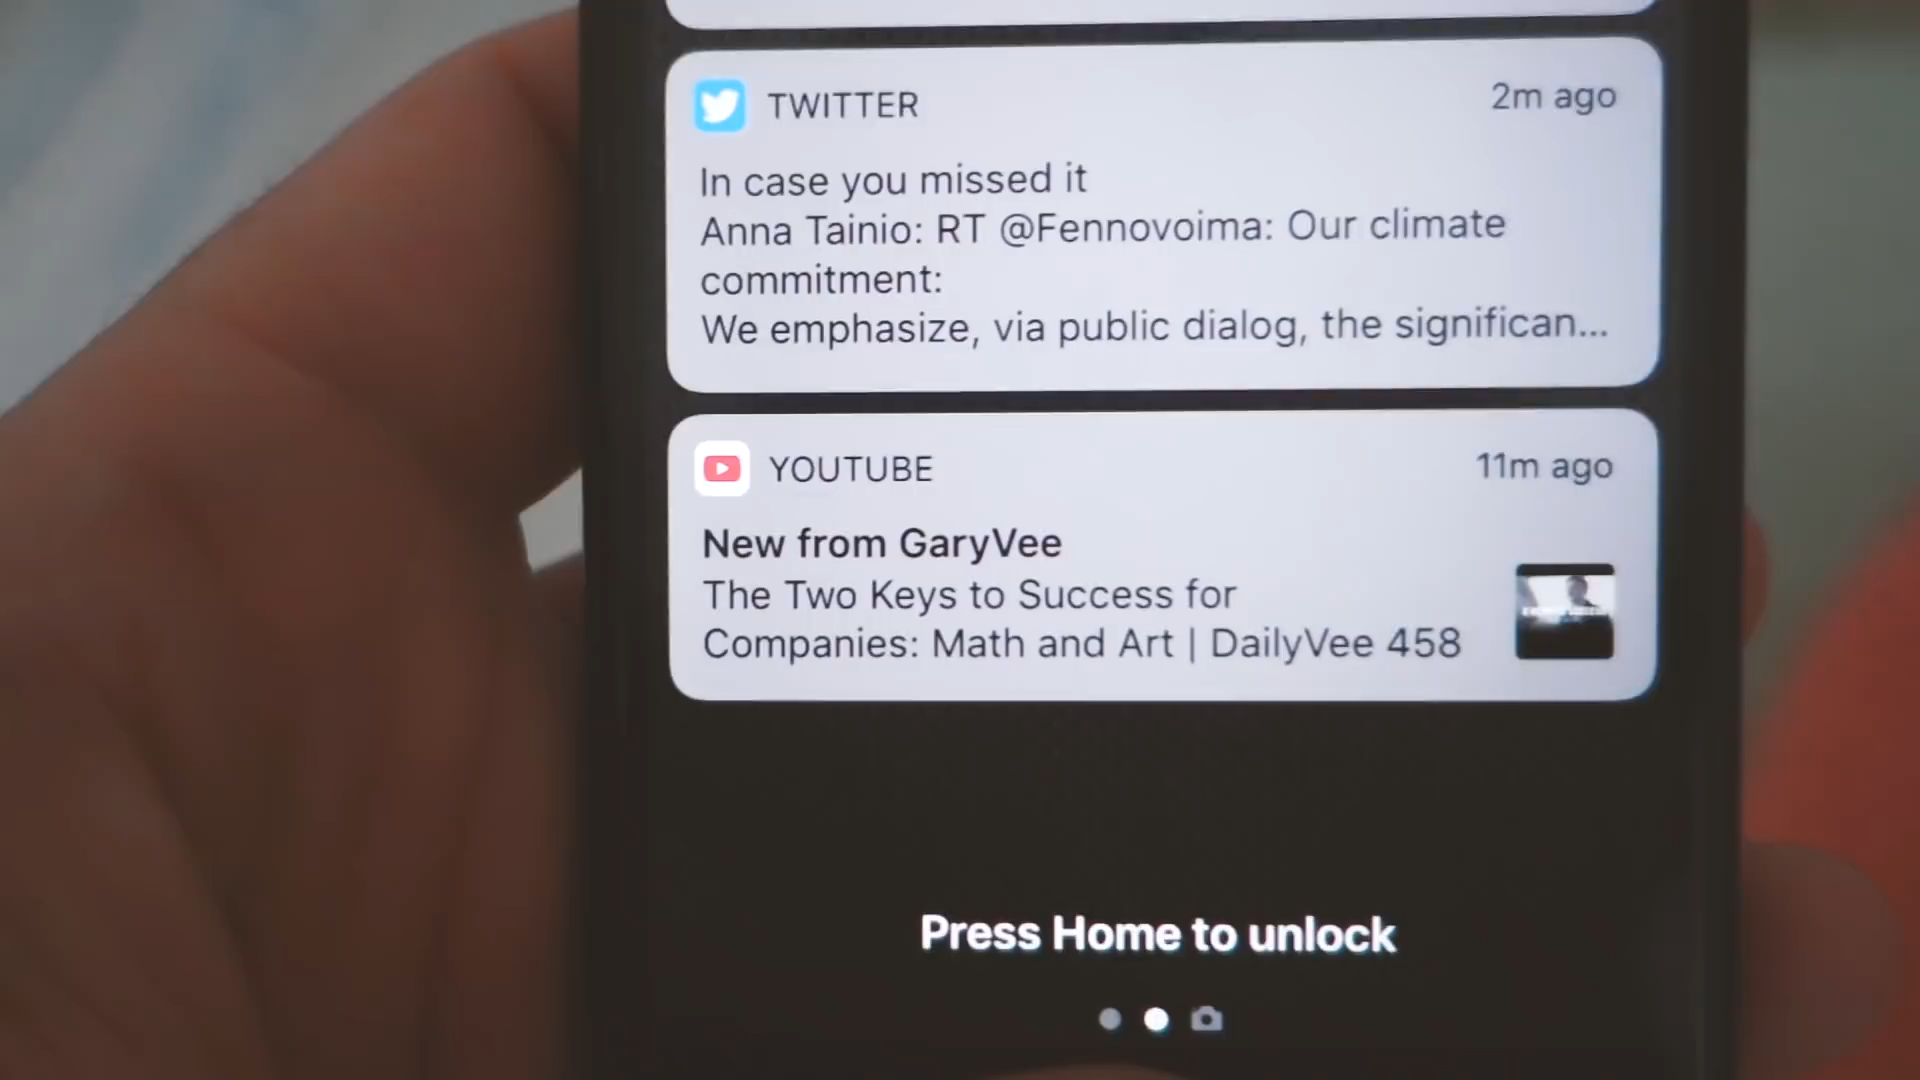 TWITTER
2m ago
In case you missed it
Anna Tainio: RT @Fennovoima: Our climate
commitment:
We emphasize, via public dialog, the significan...
YOUTUBE
11m ago
New from GaryVee
The Two Keys to Success for
Companies: Math and Art | DailyVee 458
Press Home to unlock